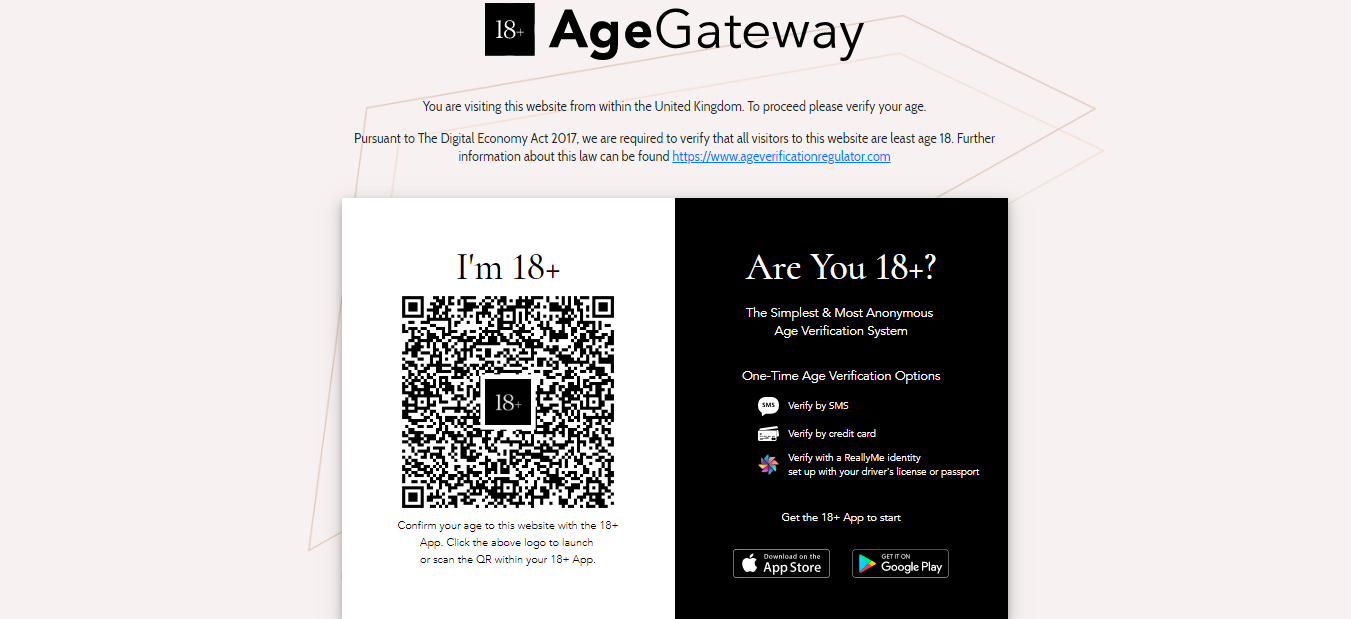 18+ AgeGateway
You are visiting this website from within the United Kingdom. To proceed please verify your age.
Pursuant to The Digital Economy Act 2017, we are required to verify that all visitors to this website are least age 18. Further
information about this law can be found https://www.ageverificationregulator.com
I'm 18+
18+
Confirm your age to this website with the 18+
App. Click the above logo to launch
or scan the QR within your 18+ App.
Are You 18+?
The Simplest & Most Anonymous
Age Verification System
One-Time Age Verification Options
SMS Verify by SMS
Verify by credit card
Verify with a ReallyMe identity
set up with your driver's license or passport
Get the 18+ App to start
Download on the
App Store
GET IT ON
Google Play